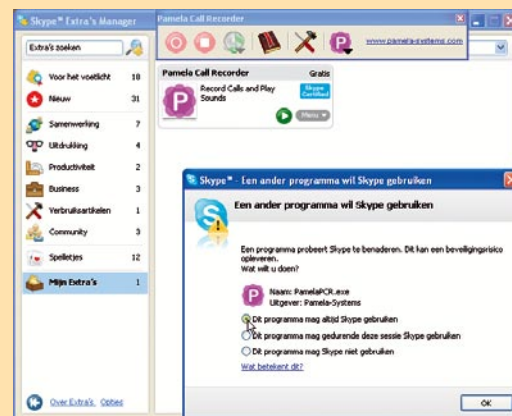 Skype™ Extra's Manager
Pamela Call Recorder
www.pamela-systems.com
Extra's zoeken
Voor het voetlicht 18
Nieuw 31
Samenwerking 7
Uitdrukking 4
Productiviteit 2
Business 3
Verbruiksartikelen 1
Community 3
Spelletjes 12
Mijn Extra's 1
Over Extra's Opties
Pamela Call Recorder Gratis
Record Calls and Play
Sounds
Skype
Certified
Menu
Skype™ - Een ander programma wil Skype gebruiken
Een ander programma wil Skype gebruiken
Een programma probeert Skype te benaderen. Dit kan een beveiligingsrisico
opleveren.
Wat wilt u doen?
Naam: PamelaPCR.exe
Uitgever: Pamela-Systems
Dit programma mag altijd Skype gebruiken
Dit programma mag gedurende deze sessie Skype gebruiken
Dit programma mag Skype niet gebruiken
Wat betekent dit?
OK